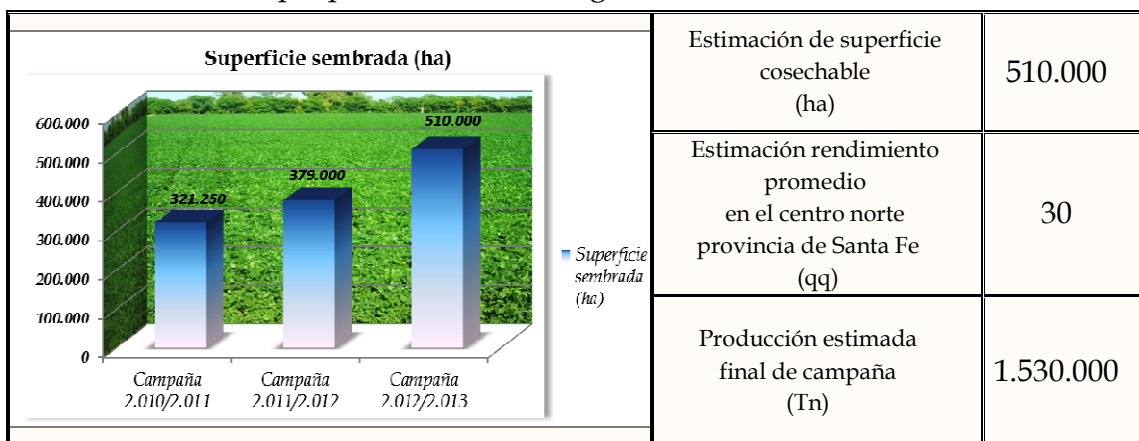 Superficie sembrada (ha)
600.000
500.000
400.000
300.000
200.000
100.000
0
321.250
379.000
510.000
Campaña
2.010/2.011
Campaña
2.011/2.012
Campaña
2.012/2.013
Superficie
sembrada
(ha)
Estimación de superficie
cosechable
(ha)
510.000
Estimación rendimiento
promedio
en el centro norte
provincia de Santa Fe
(qq)
30
Producción estimada
final de campaña
(Tn)
1.530.000